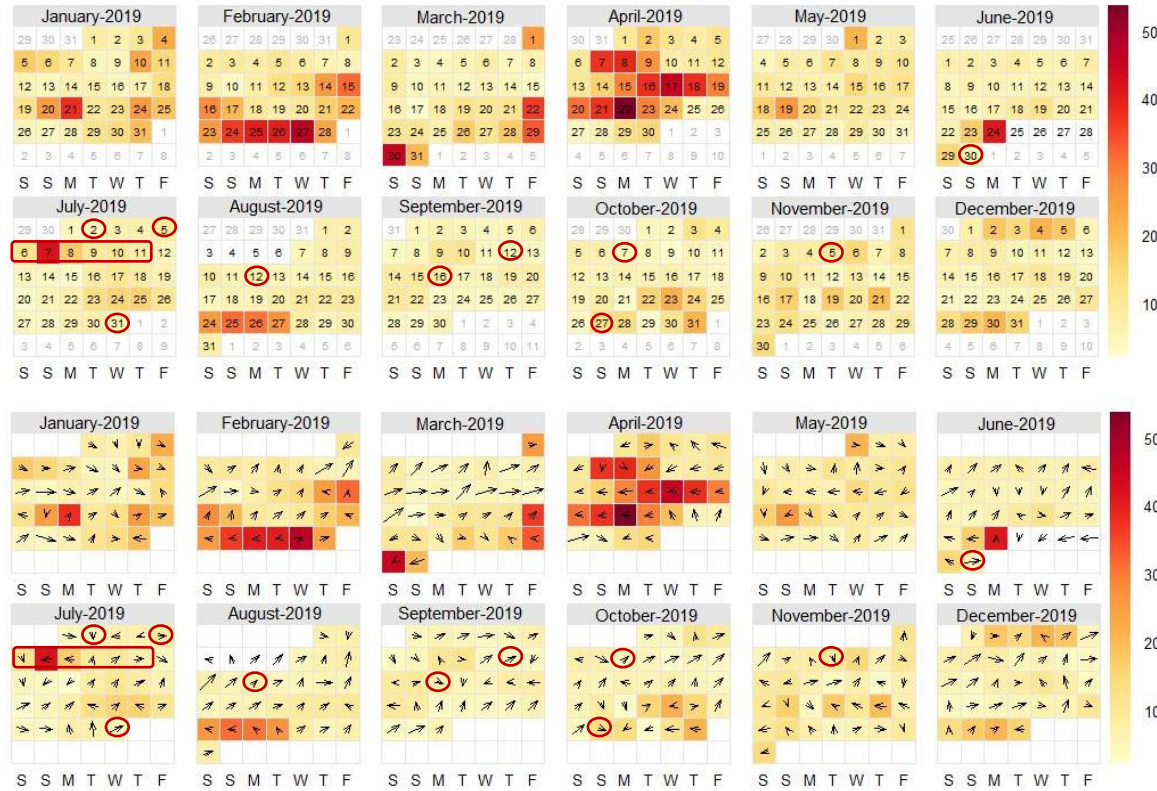 January-2019
29 30 31 1 2 3 4
5 6 7 8 9 10 11
12 13 14 15 16 17 18
19 20 21 22 23 24 25
26 27 28 29 30 31 1
2 3 4 5 6 7 8
S S M T W T F
February-2019
26 27 28 29 30 31 1
2 3 4 5 6 7 8
9 10 11 12 13 14 15
16 17 18 19 20 21 22
23 24 25 26 27 28 1
2 3 4 5 6 7 8
S S M T W T F
March-2019
23 24 25 26 27 28 1
2 3 4 5 6 7 8
9 10 11 12 13 14 15
16 17 18 19 20 21 22
23 24 25 26 27 28 29
30 31 1 2 3 4 5
S S M T W T F
April-2019
30 31 1 2 3 4 5
6 7 8 9 10 11 12
13 14 15 16 17 18 19
20 21 22 23 24 25 26
27 28 29 30 1 2 3
4 5 6 7 8 9 10
S S M T W T F
May-2019
27 28 29 30 1 2 3
4 5 6 7 8 9 10
11 12 13 14 15 16 17
18 19 20 21 22 23 24
25 26 27 28 29 30 31
1 2 3 4 5 6 7
S S M T W T F
June-2019
25 26 27 28 29 30 31
1 2 3 4 5 6 7
8 9 10 11 12 13 14
15 16 17 18 19 20 21
22 23 24 25 26 27 28
29 30 1 2 3 4 5
S S M T W T F
July-2019
29 30 1 2 3 4 5
6 7 8 9 10 11 12
13 14 15 16 17 18 19
20 21 22 23 24 25 26
27 28 29 30 31 1 2
3 4 5 6 7 8 9
S S M T W T F
August-2019
27 28 29 30 31 1 2
3 4 5 6 7 8 9
10 11 12 13 14 15 16
17 18 19 20 21 22 23
24 25 26 27 28 29 30
31 1 2 3 4 5 6
S S M T W T F
September-2019
31 1 2 3 4 5 6
7 8 9 10 11 12 13
14 15 16 17 18 19 20
21 22 23 24 25 26 27
28 29 30 1 2 3 4
5 6 7 8 9 10 11
S S M T W T F
October-2019
28 29 30 1 2 3 4
5 6 7 8 9 10 11
12 13 14 15 16 17 18
19 20 21 22 23 24 25
26 27 28 29 30 31 1
2 3 4 5 6 7 8
S S M T W T F
November-2019
26 27 28 29 30 31 1
2 3 4 5 6 7 8
9 10 11 12 13 14 15
16 17 18 19 20 21 22
23 24 25 26 27 28 29
30 1 2 3 4 5 6
S S M T W T F
December-2019
30 1 2 3 4 5 6
7 8 9 10 11 12 13
14 15 16 17 18 19 20
21 22 23 24 25 26 27
28 29 30 31 1 2 3
4 5 6 7 8 9 10
S S M T W T F
50
40
30
20
10
January-2019
S S M T W T F
February-2019
S S M T W T F
March-2019
S S M T W T F
April-2019
S S M T W T F
May-2019
S S M T W T F
June-2019
S S M T W T F
July-2019
S S M T W T F
August-2019
S S M T W T F
September-2019
S S M T W T F
October-2019
S S M T W T F
November-2019
S S M T W T F
December-2019
S S M T W T F
50
40
30
20
10